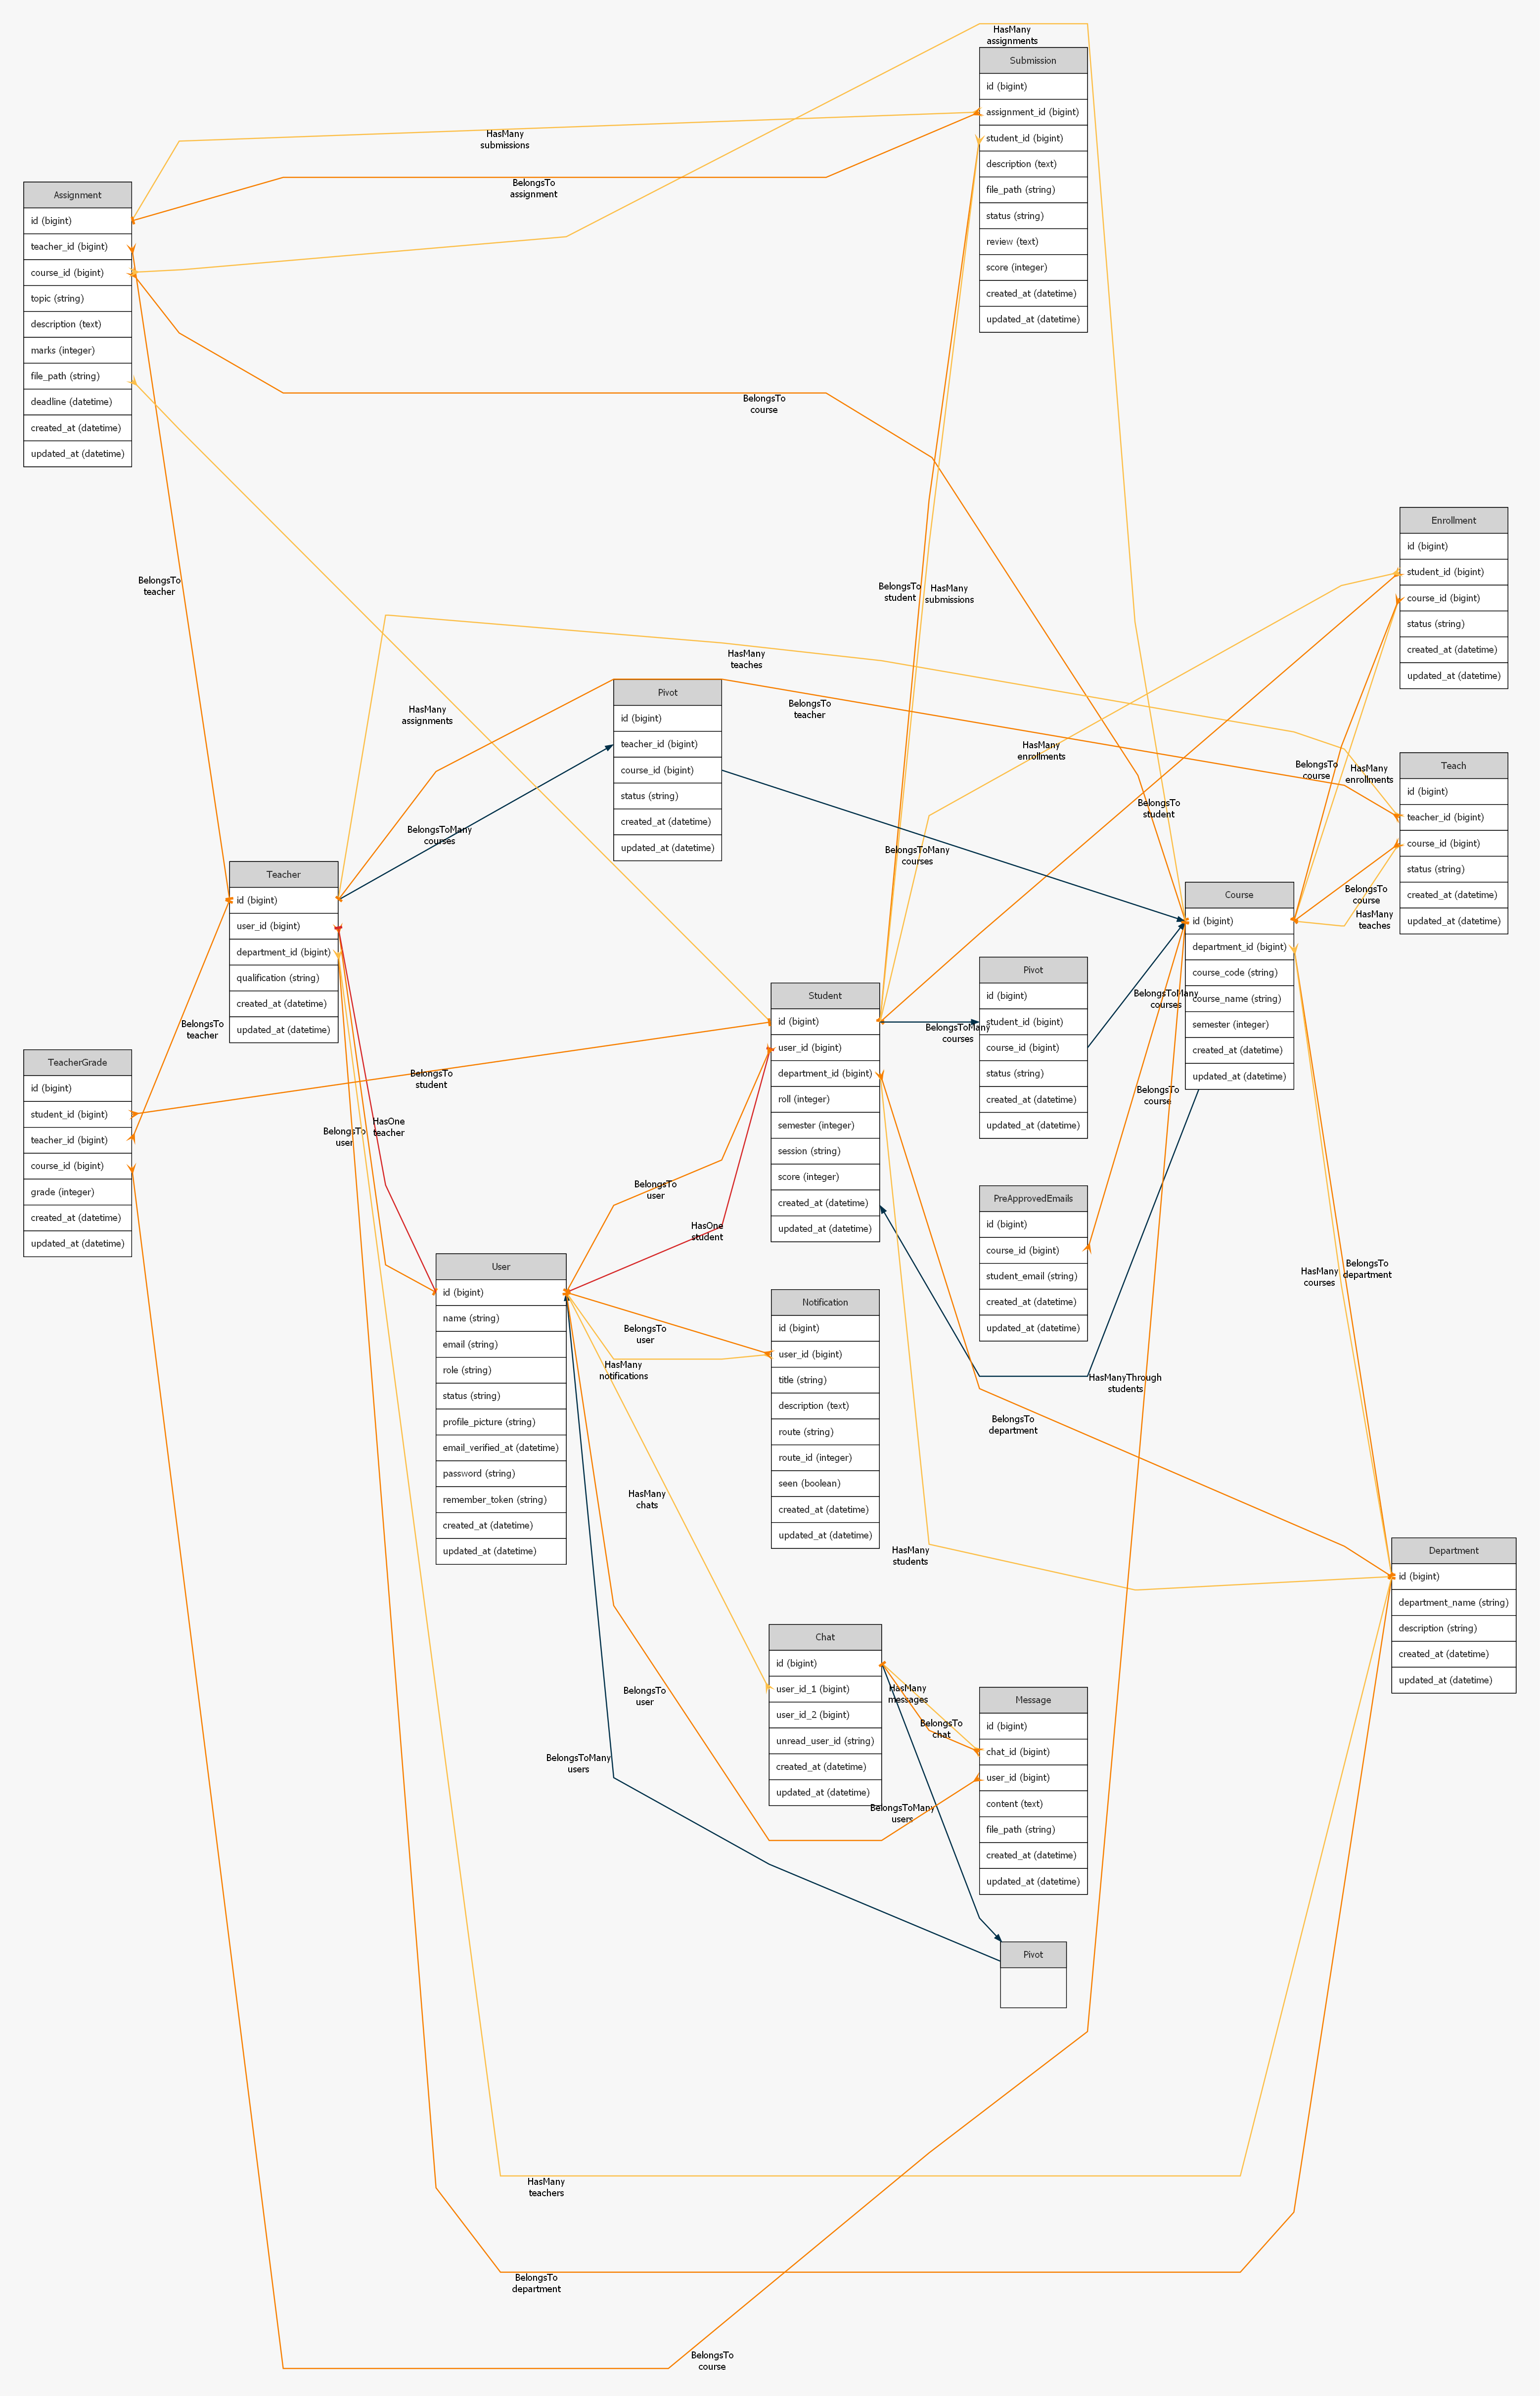 HasMany
assignments
Submission
id (bigint)
assignment_id (bigint)
student_id (bigint)
description (text)
file_path (string)
status (string)
review (text)
score (integer)
created_at (datetime)
updated_at (datetime)
HasMany
submissions
BelongsTo
assignment
Assignment
id (bigint)
teacher_id (bigint)
course_id (bigint)
topic (string)
description (text)
marks (integer)
file_path (string)
deadline (datetime)
created_at (datetime)
updated_at (datetime)
BelongsTo
course
Enrollment
id (bigint)
student_id (bigint)
course_id (bigint)
status (string)
created_at (datetime)
updated_at (datetime)
BelongsTo
teacher
BelongsTo
student
HasMany
submissions
HasMany
teaches
HasMany
assignments
BelongsTo
teacher
Pivot
id (bigint)
teacher_id (bigint)
course_id (bigint)
status (string)
created_at (datetime)
updated_at (datetime)
HasMany
enrollments
BelongsTo
course
HasMany
enrollments
Teach
id (bigint)
teacher_id (bigint)
course_id (bigint)
status (string)
created_at (datetime)
updated_at (datetime)
BelongsTo
student
BelongsToMany
courses
BelongsToMany
courses
Teacher
id (bigint)
user_id (bigint)
department_id (bigint)
qualification (string)
created_at (datetime)
updated_at (datetime)
Course
id (bigint)
department_id (bigint)
course_code (string)
course_name (string)
semester (integer)
created_at (datetime)
updated_at (datetime)
BelongsTo
course
HasMany
teaches
Student
id (bigint)
user_id (bigint)
department_id (bigint)
roll (integer)
semester (integer)
session (string)
score (integer)
created_at (datetime)
updated_at (datetime)
Pivot
id (bigint)
student_id (bigint)
course_id (bigint)
status (string)
created_at (datetime)
updated_at (datetime)
BelongsToMany
courses
BelongsToMany
courses
BelongsTo
teacher
TeacherGrade
id (bigint)
student_id (bigint)
teacher_id (bigint)
course_id (bigint)
grade (integer)
created_at (datetime)
updated_at (datetime)
BelongsTo
student
BelongsTo
course
HasOne
teacher
BelongsTo
user
BelongsTo
user
HasOne
student
PreApprovedEmails
id (bigint)
course_id (bigint)
student_email (string)
created_at (datetime)
updated_at (datetime)
User
id (bigint)
name (string)
email (string)
role (string)
status (string)
profile_picture (string)
email_verified_at (datetime)
password (string)
remember_token (string)
created_at (datetime)
updated_at (datetime)
HasMany
courses
BelongsTo
department
Notification
id (bigint)
user_id (bigint)
title (string)
description (text)
route (string)
route_id (integer)
seen (boolean)
created_at (datetime)
updated_at (datetime)
BelongsTo
user
HasMany
notifications
HasManyThrough
students
BelongsTo
department
HasMany
chats
HasMany
students
Department
id (bigint)
department_name (string)
description (string)
created_at (datetime)
updated_at (datetime)
Chat
id (bigint)
user_id_1 (bigint)
user_id_2 (bigint)
unread_user_id (string)
created_at (datetime)
updated_at (datetime)
BelongsTo
user
HasMany
messages
BelongsTo
chat
Message
id (bigint)
chat_id (bigint)
user_id (bigint)
content (text)
file_path (string)
created_at (datetime)
updated_at (datetime)
BelongsToMany
users
BelongsToMany
users
Pivot
HasMany
teachers
BelongsTo
department
BelongsTo
course